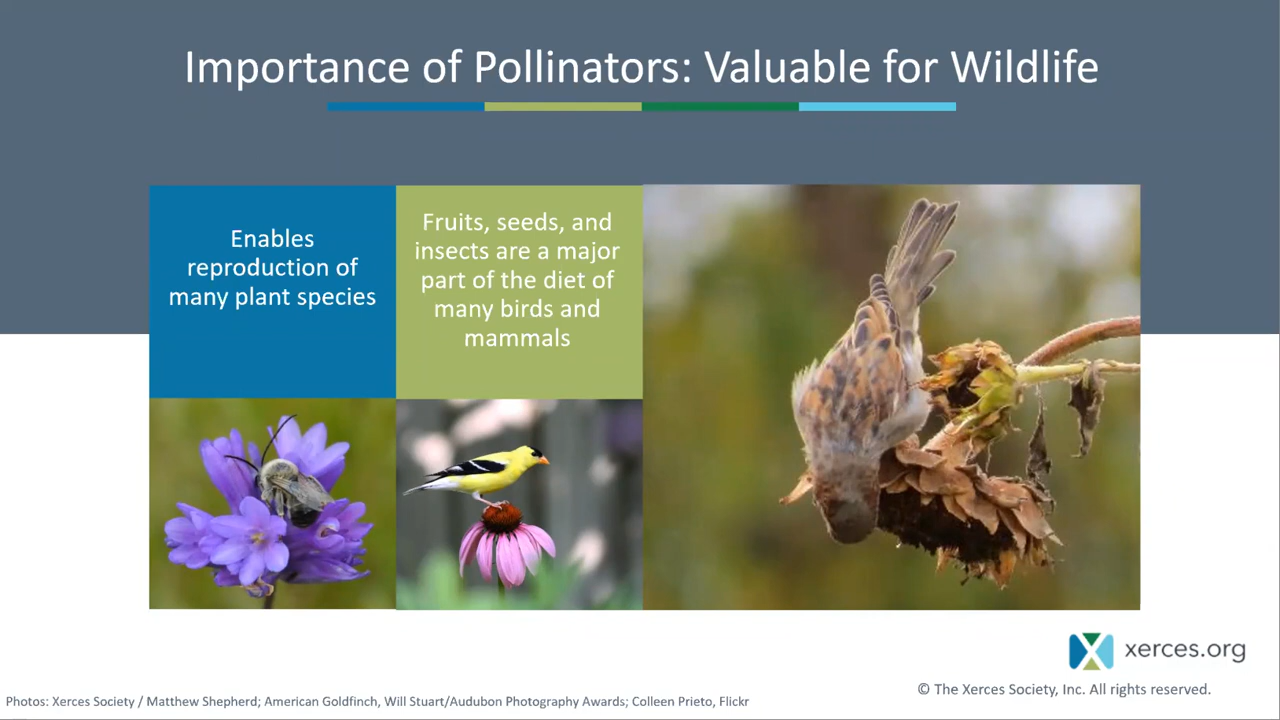 Importance of Pollinators: Valuable for Wildlife
Enables
reproduction of
many plant species
Fruits, seeds, and
insects are a major
part of the diet of
many birds and
mammals
xerces.org
© The Xerces Society, Inc. All rights reserved.
Photos: Xerces Society / Matthew Shepherd; American Goldfinch, Will Stuart/Audubon Photography Awards; Colleen Prieto, Flickr